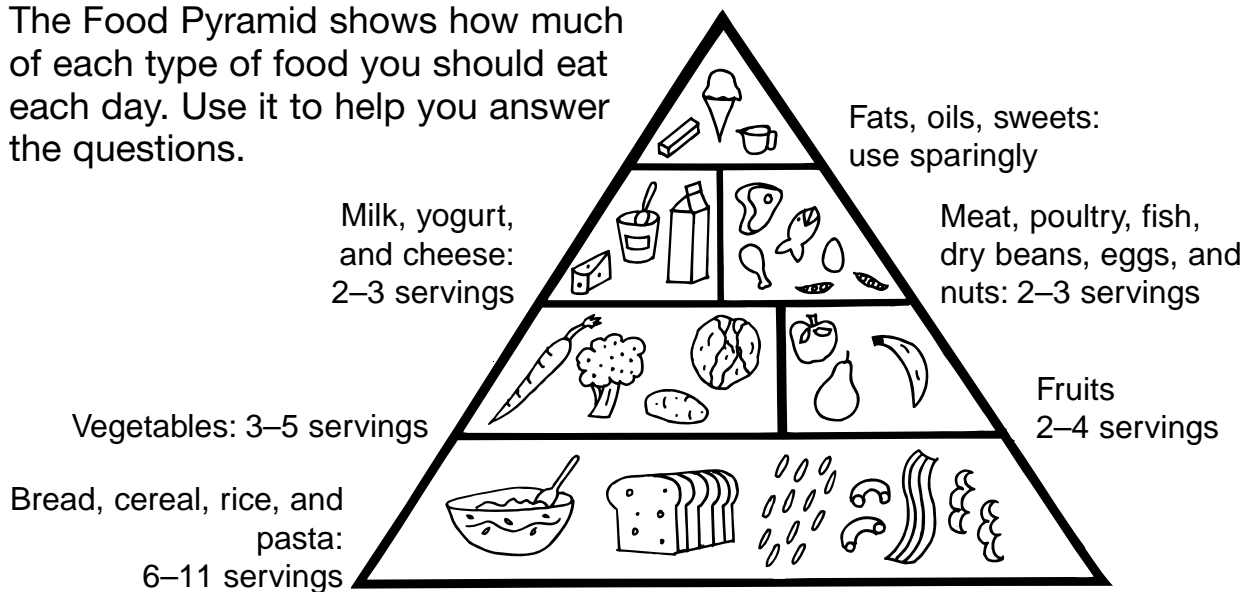 The Food Pyramid shows how much
of each type of food you should eat
each day. Use it to help you answer
the questions.
Fats, oils, sweets:
use sparingly
Milk, yogurt,
and cheese:
2–3 servings
Meat, poultry, fish,
dry beans, eggs, and
nuts: 2–3 servings
Vegetables: 3–5 servings
Fruits
2–4 servings
Bread, cereal, rice, and
pasta:
6–11 servings